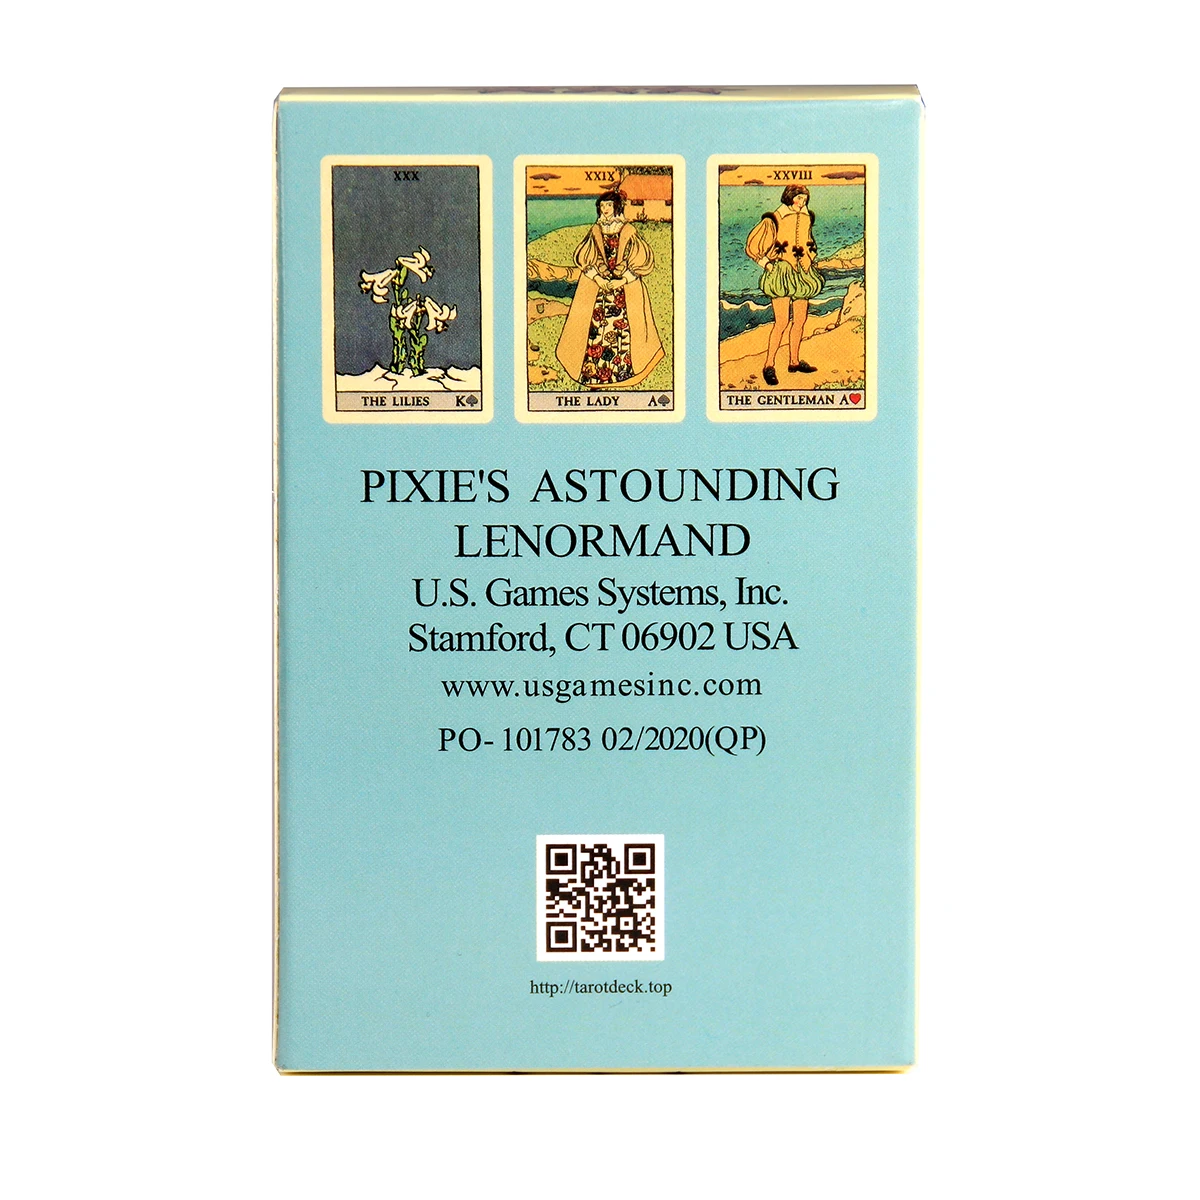 XXX
THE LILIES K♠
XXIX
THE LADY A♠
-XXVIII
THE GENTLEMAN A♥
PIXIE'S ASTOUNDING
LENORMAND
U.S. Games Systems, Inc.
Stamford, CT 06902 USA
www.usgamesinc.com
PO- 101783 02/2020(QP)
http://tarotdeck.top